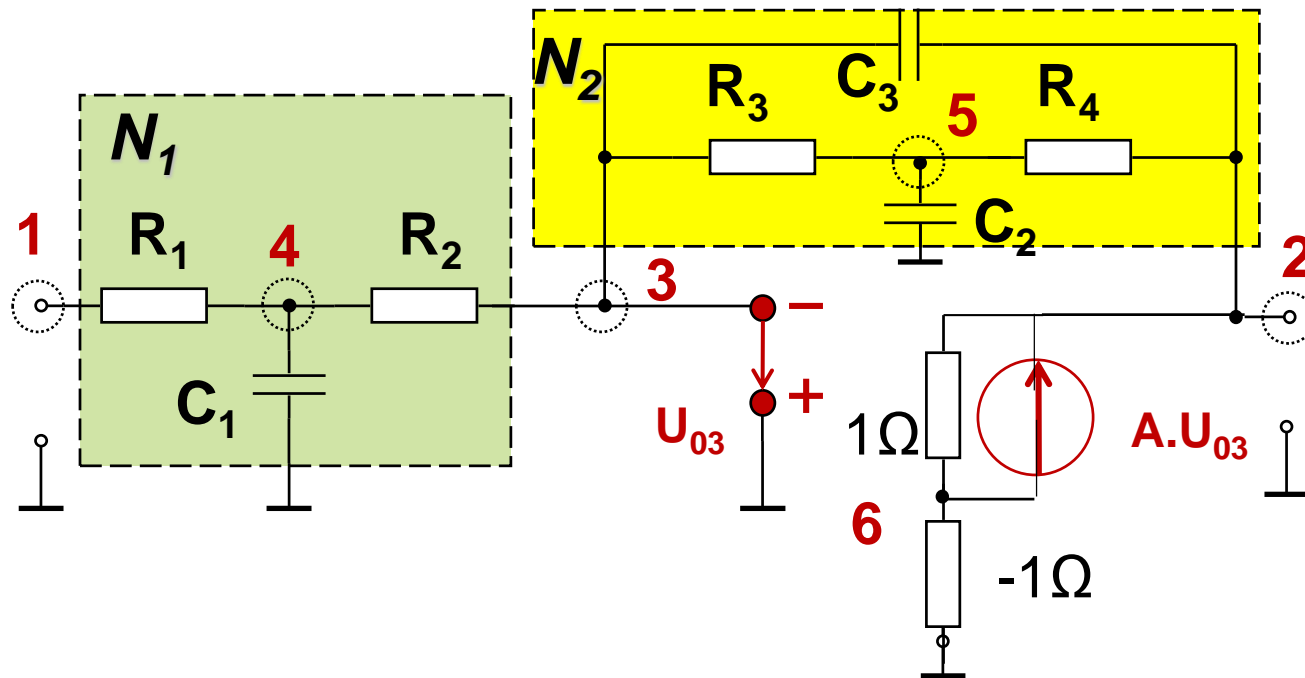 N₂
C₃
R₃
R₄
5
N₁
C₂
1
R₁
4
R₂
3
2
−
+
C₁
U₀₃
1Ω
A.U₀₃
6
-1Ω